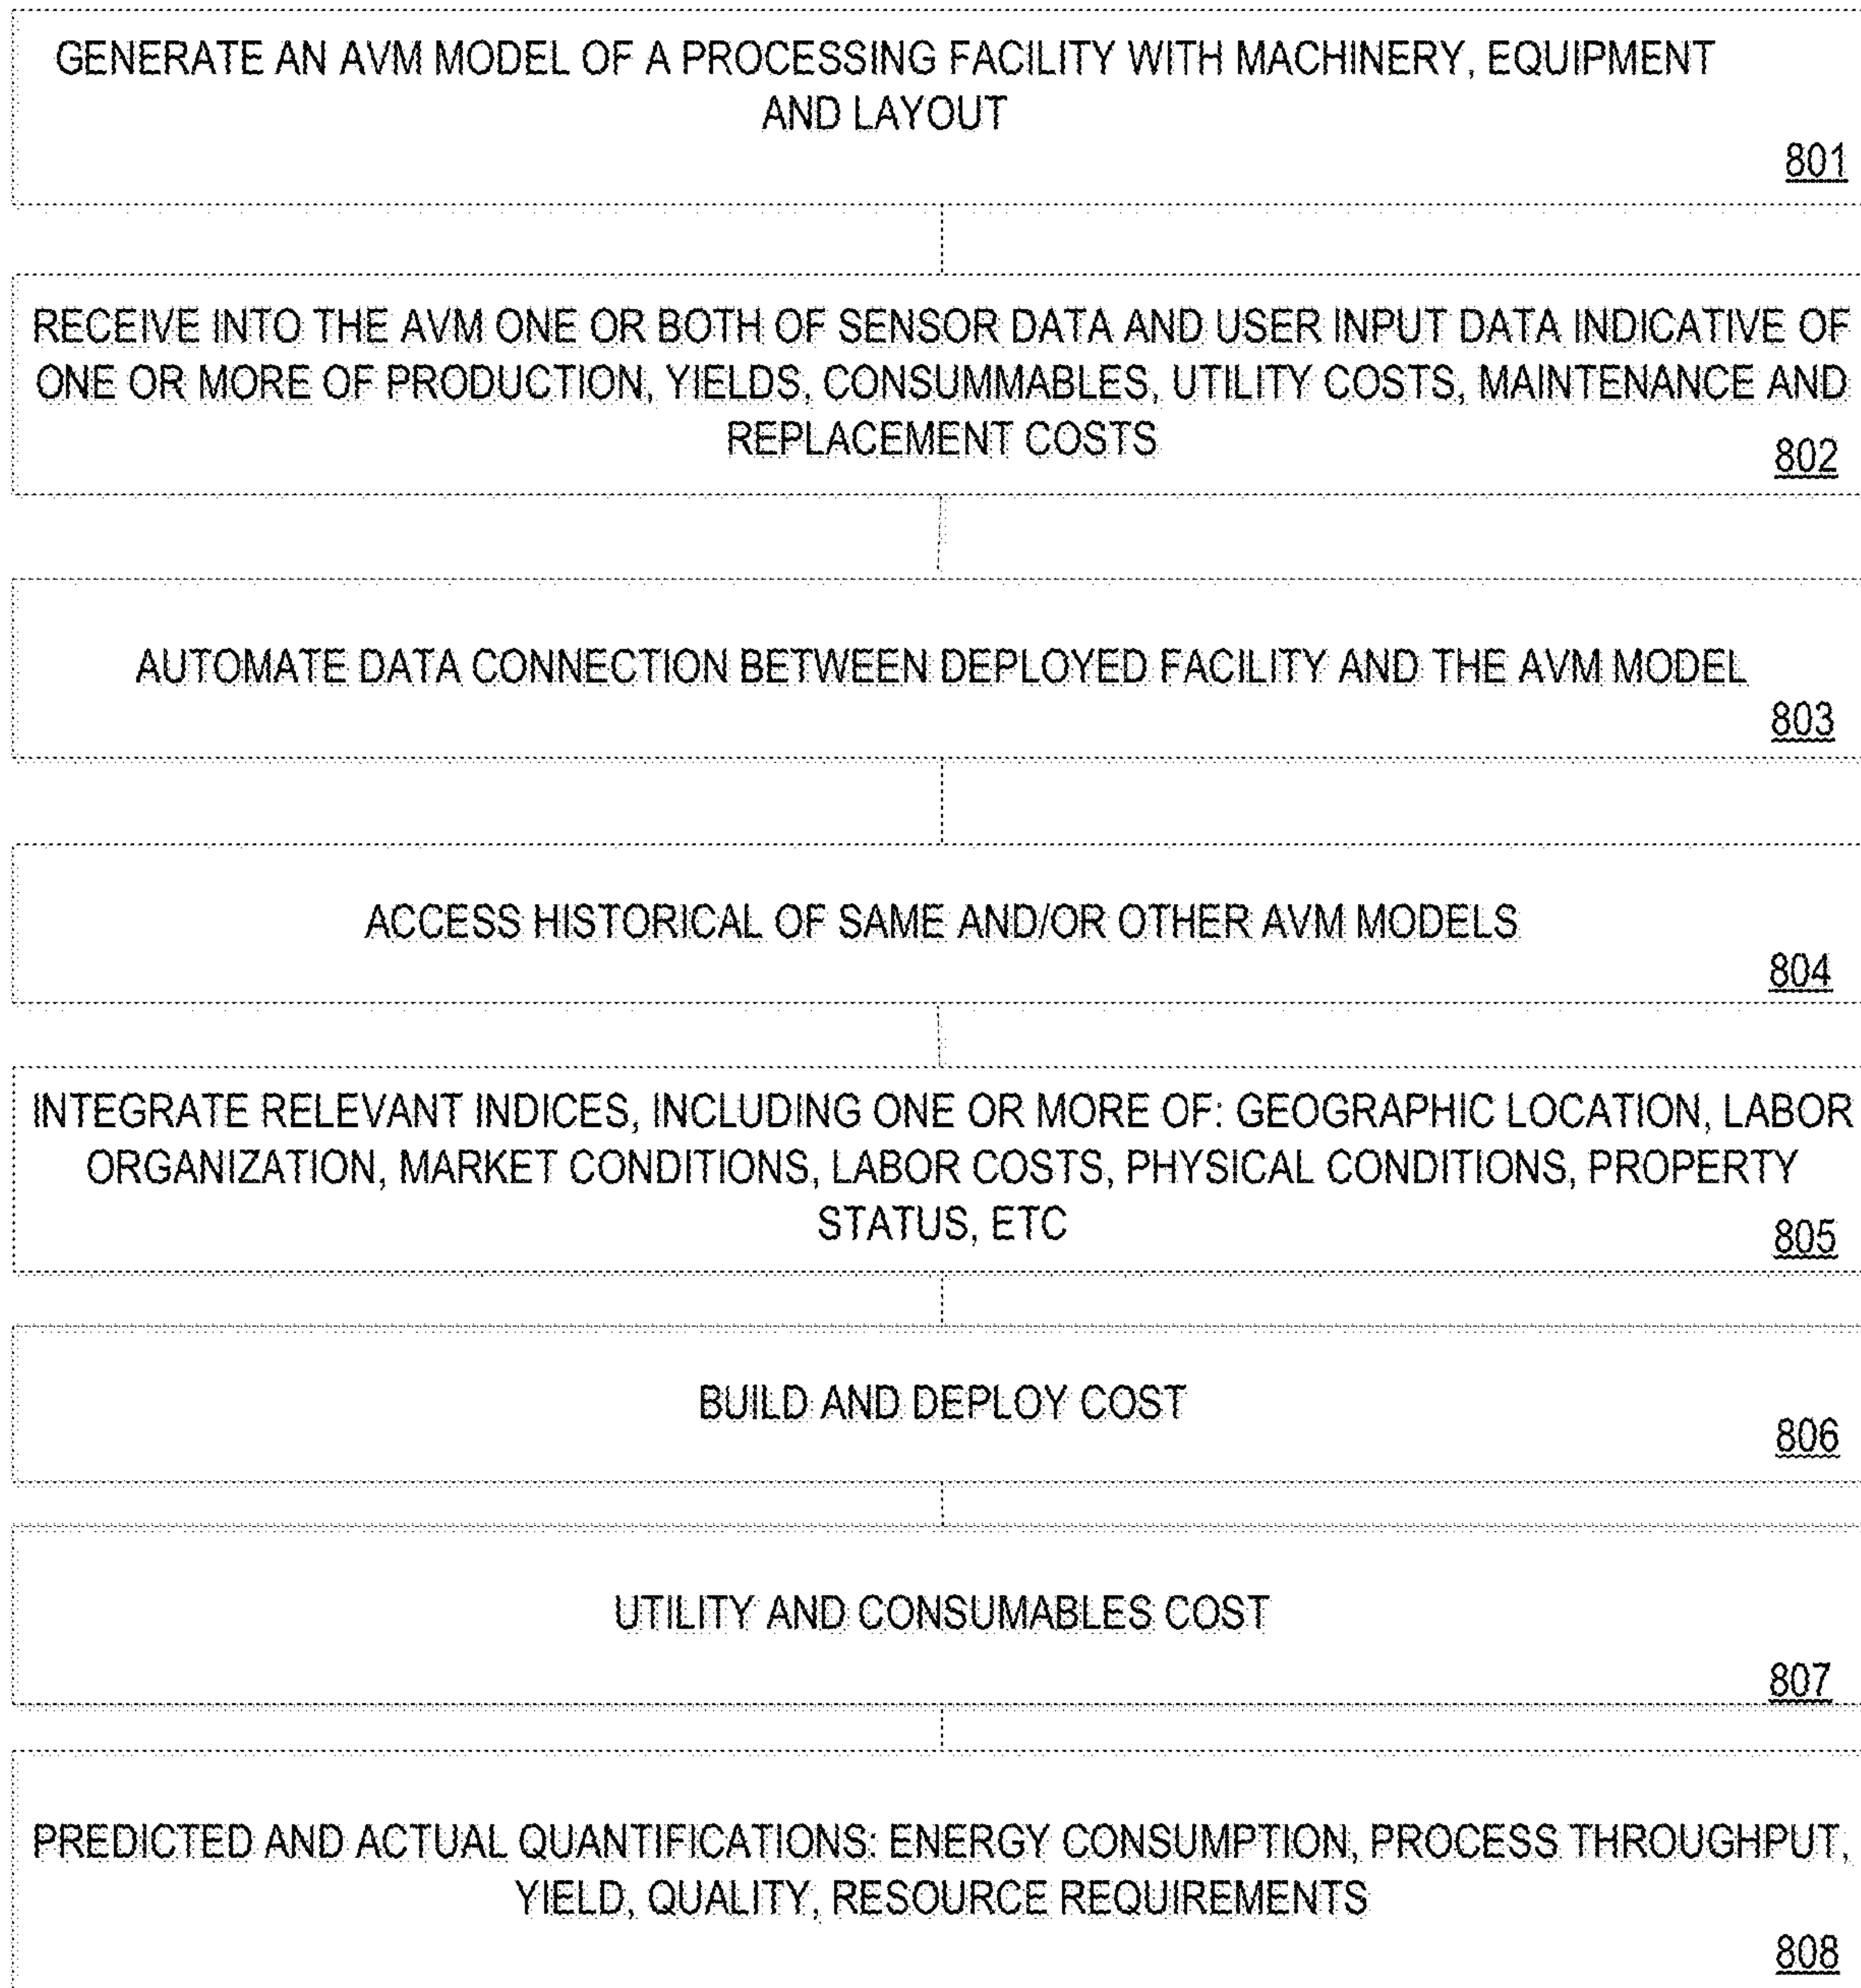 GENERATE AN AVM MODEL OF A PROCESSING FACILITY WITH MACHINERY, EQUIPMENT
AND LAYOUT
801
RECEIVE INTO THE AVM ONE OR BOTH OF SENSOR DATA AND USER INPUT DATA INDICATIVE OF
ONE OR MORE OF PRODUCTION, YIELDS, CONSUMMABLES, UTILITY COSTS, MAINTENANCE AND
REPLACEMENT COSTS
802
AUTOMATE DATA CONNECTION BETWEEN DEPLOYED FACILITY AND THE AVM MODEL
803
ACCESS HISTORICAL OF SAME AND/OR OTHER AVM MODELS
804
INTEGRATE RELEVANT INDICES, INCLUDING ONE OR MORE OF: GEOGRAPHIC LOCATION, LABOR
ORGANIZATION, MARKET CONDITIONS, LABOR COSTS, PHYSICAL CONDITIONS, PROPERTY
STATUS, ETC
805
BUILD AND DEPLOY COST
806
UTILITY AND CONSUMABLES COST
807
PREDICTED AND ACTUAL QUANTIFICATIONS: ENERGY CONSUMPTION, PROCESS THROUGHPUT,
YIELD, QUALITY, RESOURCE REQUIREMENTS
808